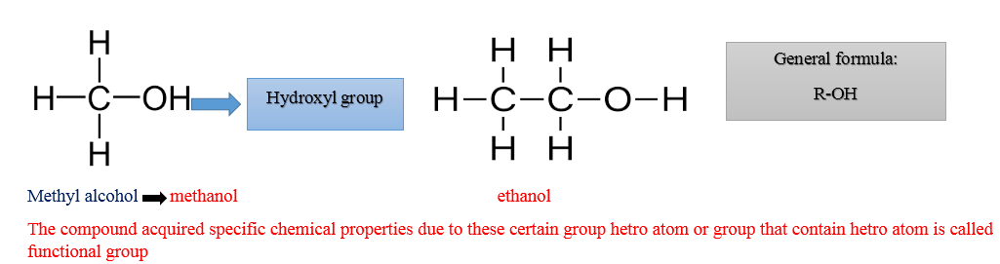 H
H–C–OH
H
Hydroxyl group
H H
H–C–C–O–H
H H
General formula:
R-OH
Methyl alcohol methanol
ethanol
The compound acquired specific chemical properties due to these certain group hetro atom or group that contain hetro atom is called
functional group